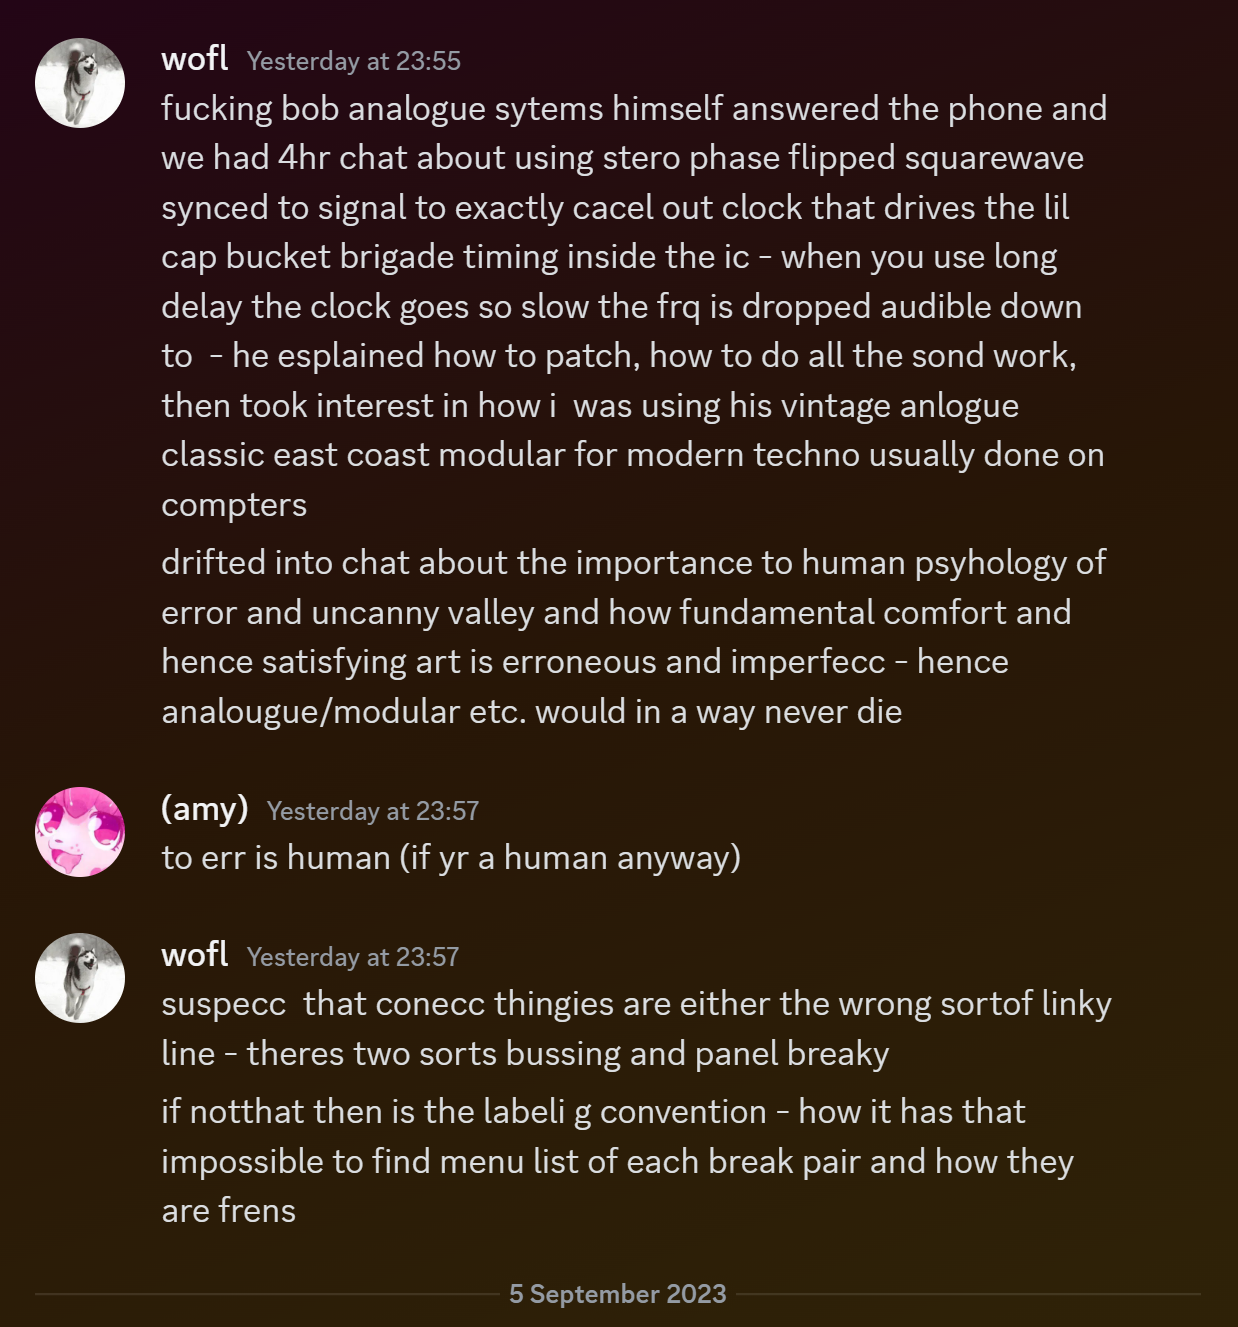 wofl Yesterday at 23:55
fucking bob analogue sytems himself answered the phone and
we had 4hr chat about using stero phase flipped squarewave
synced to signal to exactly cacel out clock that drives the lil
cap bucket brigade timing inside the ic - when you use long
delay the clock goes so slow the frq is dropped audible down
to  - he esplained how to patch, how to do all the sond work,
then took interest in how i  was using his vintage anlogue
classic east coast modular for modern techno usually done on
compters
drifted into chat about the importance to human psyhology of
error and uncanny valley and how fundamental comfort and
hence satisfying art is erroneous and imperfecc - hence
analougue/modular etc. would in a way never die
(amy) Yesterday at 23:57
to err is human (if yr a human anyway)
wofl Yesterday at 23:57
suspecc  that conecc thingies are either the wrong sortof linky
line - theres two sorts bussing and panel breaky
if notthat then is the labeli g convention - how it has that
impossible to find menu list of each break pair and how they
are frens
5 September 2023